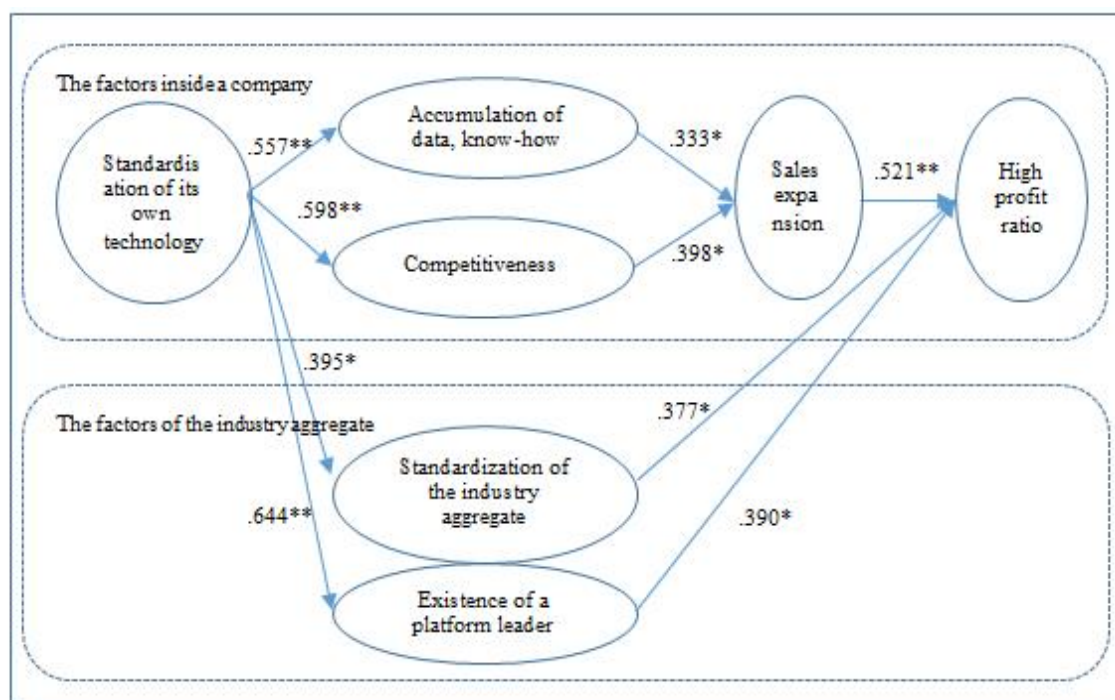 The factors inside a company
Standardis
ation of its
own
technology
.557**
.598**
Accumulation of
data, know-how
Competitiveness
.333*
.398*
Sales
expa
nsion
.521**
High
profit
ratio
.395*
.644**
The factors of the industry aggregate
Standardization of
the industry
aggregate
Existence of a
platform leader
.377*
.390*